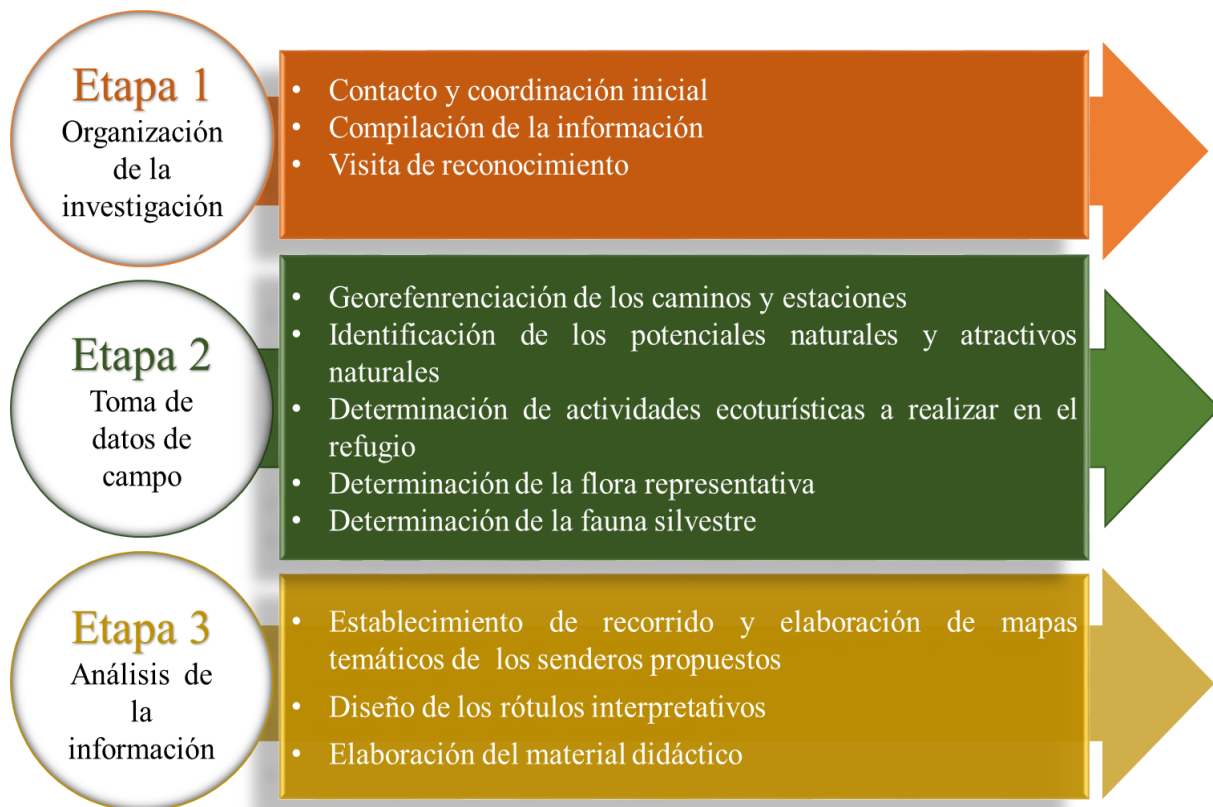 Etapa 1
Organización
de la
investigación
• Contacto y coordinación inicial
• Compilación de la información
• Visita de reconocimiento
Etapa 2
Toma de
datos de
campo
• Georefenrenciación de los caminos y estaciones
• Identificación de los potenciales naturales y atractivos
naturales
• Determinación de actividades ecoturísticas a realizar en el
refugio
• Determinación de la flora representativa
• Determinación de la fauna silvestre
Etapa 3
Análisis de
la
información
• Establecimiento de recorrido y elaboración de mapas
temáticos de los senderos propuestos
• Diseño de los rótulos interpretativos
• Elaboración del material didáctico